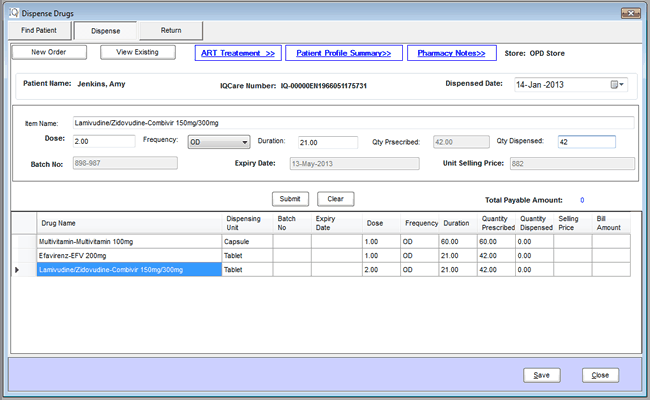 Dispense Drugs
Find Patient Dispense Return
New Order View Existing ART Treatement >> Patient Profile Summary>> Pharmacy Notes>> Store: OPD Store
Patient Name: Jenkins, Amy IQCare Number: IQ-00000EN1966051175731 Dispensed Date: 14-Jan -2013
Item Name: Lamivudine/Zidovudine-Combivir 150mg/300mg
Dose: 2.00 Frequency: OD Duration: 21.00 Qty Prsecribed: 42.00 Qty Dispensed: 42
Batch No: 898-987 Expiry Date: 13-May-2013 Unit Selling Price: 882
Submit Clear Total Payable Amount: 0
Drug Name Dispensing Unit Batch No Expiry Date Dose Frequency Duration Quantity Prescribed Quantity Dispensed Selling Price Bill Amount
Multivitamin-Multivitamin 100mg Capsule 1.00 OD 60.00 60.00 0.00
Efavirenz-EFV 200mg Tablet 1.00 OD 21.00 42.00 0.00
Lamivudine/Zidovudine-Combivir 150mg/300mg Tablet 2.00 OD 21.00 42.00 0.00
Save Close